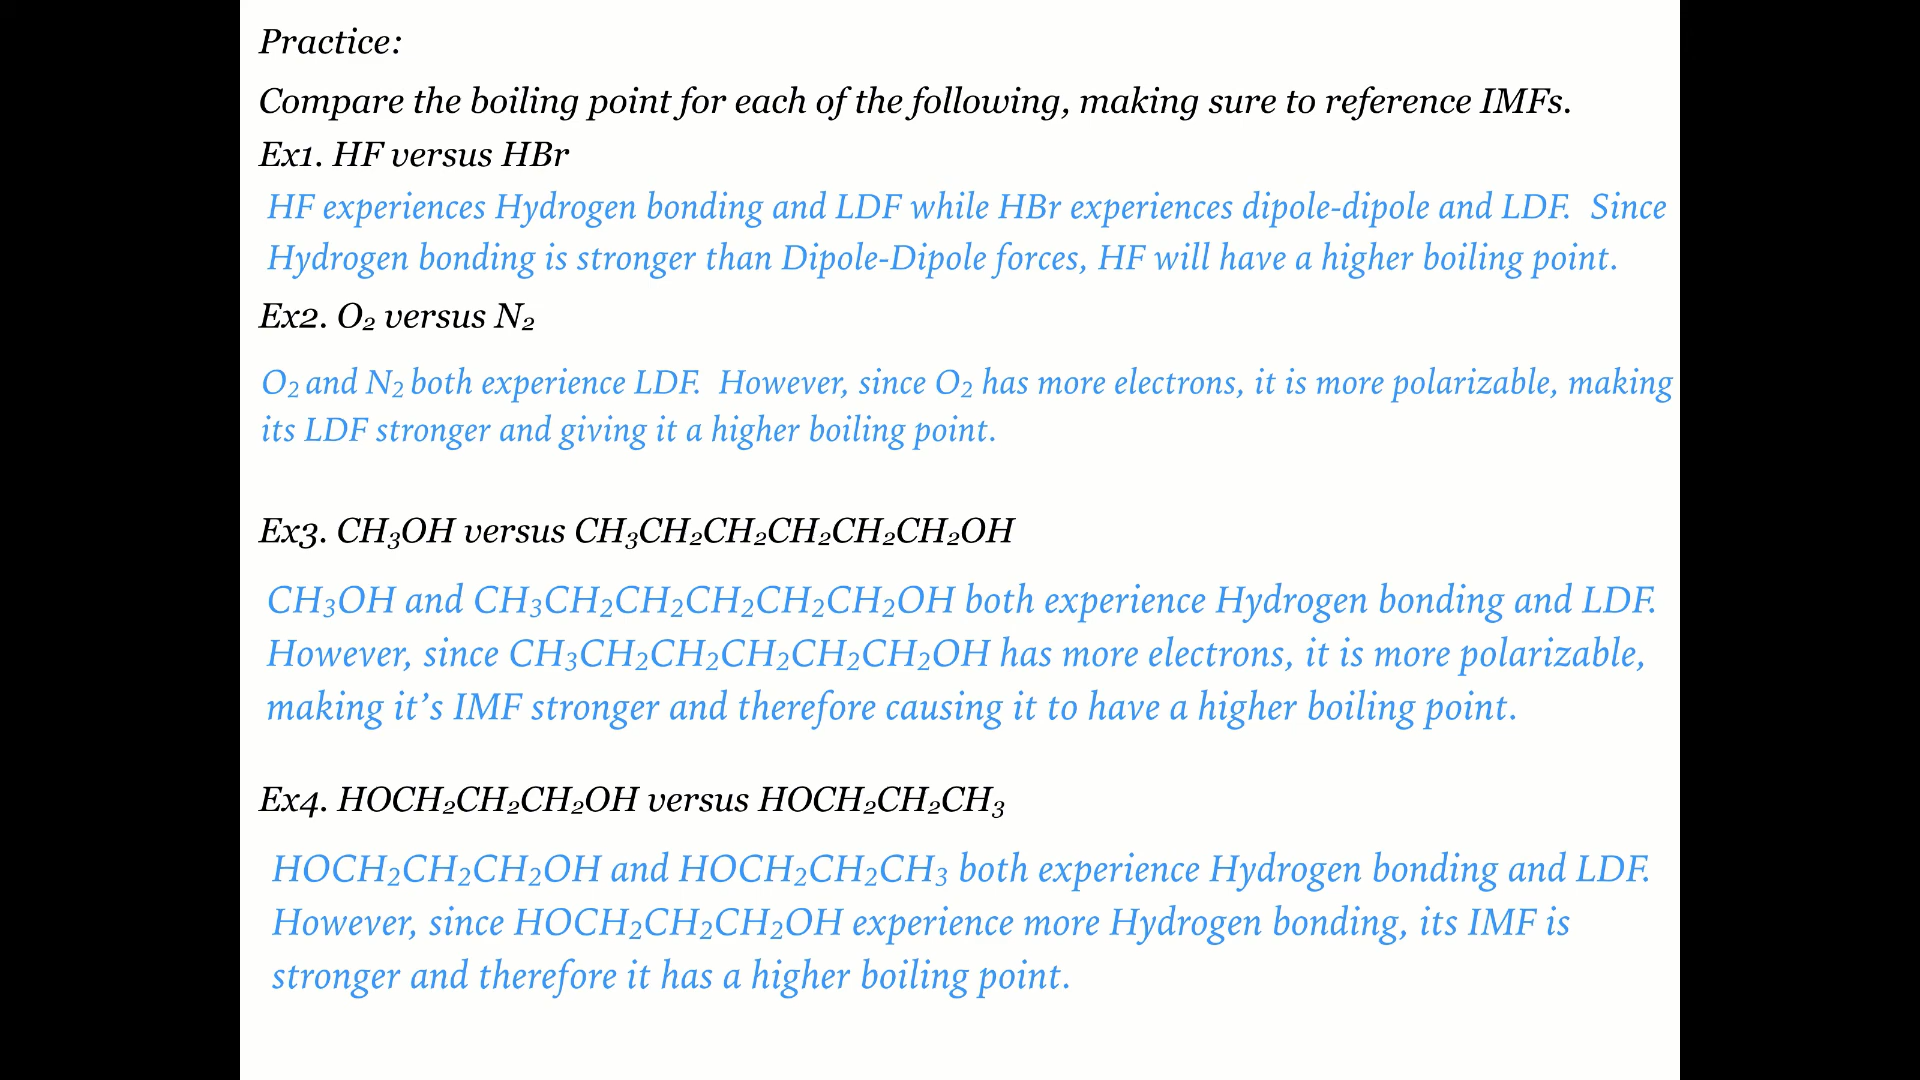 Practice:
Compare the boiling point for each of the following, making sure to reference IMFs.
Ex1. HF versus HBr
HF experiences Hydrogen bonding and LDF while HBr experiences dipole-dipole and LDF.  Since
Hydrogen bonding is stronger than Dipole-Dipole forces, HF will have a higher boiling point.
Ex2. O₂ versus N₂
O₂ and N₂ both experience LDF.  However, since O₂ has more electrons, it is more polarizable, making
its LDF stronger and giving it a higher boiling point.
Ex3. CH₃OH versus CH₃CH₂CH₂CH₂CH₂CH₂OH
CH₃OH and CH₃CH₂CH₂CH₂CH₂CH₂OH both experience Hydrogen bonding and LDF.
However, since CH₃CH₂CH₂CH₂CH₂CH₂OH has more electrons, it is more polarizable,
making it’s IMF stronger and therefore causing it to have a higher boiling point.
Ex4. HOCH₂CH₂CH₂OH versus HOCH₂CH₂CH₃
HOCH₂CH₂CH₂OH and HOCH₂CH₂CH₃ both experience Hydrogen bonding and LDF.
However, since HOCH₂CH₂CH₂OH experience more Hydrogen bonding, its IMF is
stronger and therefore it has a higher boiling point.